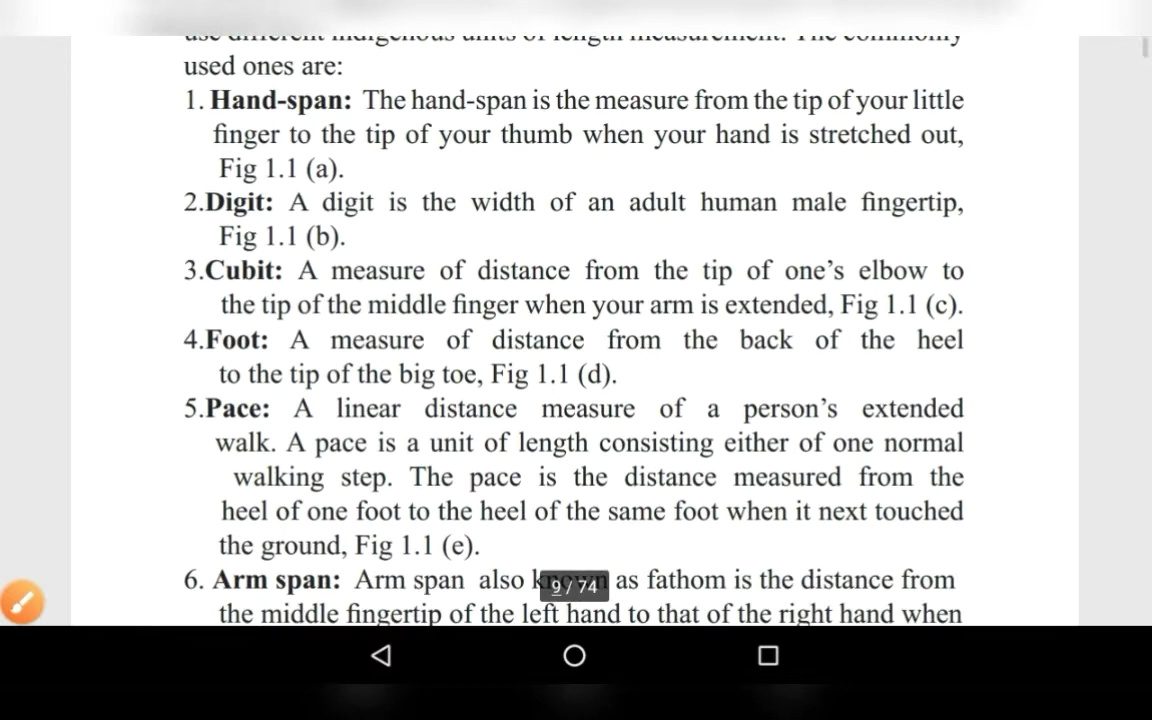 used ones are:
1. Hand-span: The hand-span is the measure from the tip of your little
finger to the tip of your thumb when your hand is stretched out,
Fig 1.1 (a).
2.Digit: A digit is the width of an adult human male fingertip,
Fig 1.1 (b).
3.Cubit: A measure of distance from the tip of one’s elbow to
the tip of the middle finger when your arm is extended, Fig 1.1 (c).
4.Foot: A measure of distance from the back of the heel
to the tip of the big toe, Fig 1.1 (d).
5.Pace: A linear distance measure of a person’s extended
walk. A pace is a unit of length consisting either of one normal
walking step. The pace is the distance measured from the
heel of one foot to the heel of the same foot when it next touched
the ground, Fig 1.1 (e).
6. Arm span: Arm span also as fathom is the distance from
9 / 74
the middle fingertip of the left hand to that of the right hand when